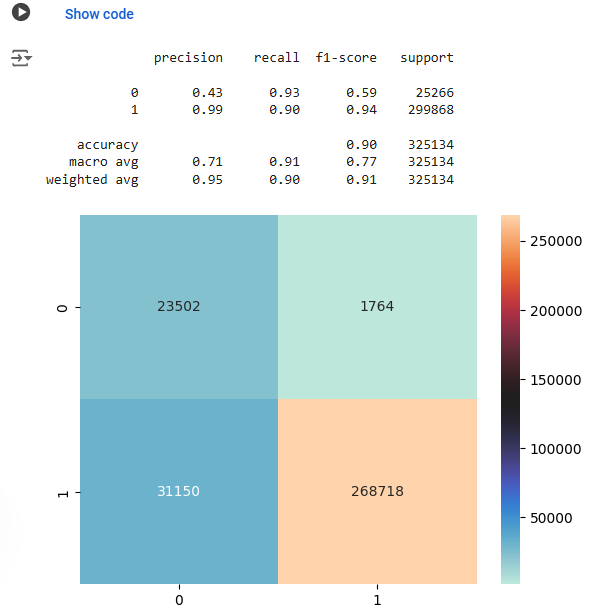 Show code
precision recall f1-score support
0 0.43 0.93 0.59 25266
1 0.99 0.90 0.94 299868
accuracy 0.90 325134
macro avg 0.71 0.91 0.77 325134
weighted avg 0.95 0.90 0.91 325134
250000
0 23502 1764
200000
150000
100000
1 31150 268718
50000
0 1